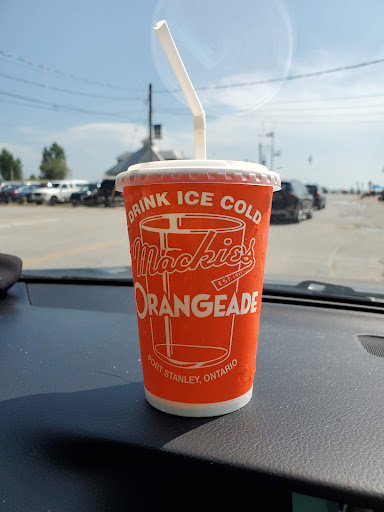 DRINK ICE COLD
Mackie's
EST. 1911
ORANGEADE
PORT STANLEY, ONTARIO